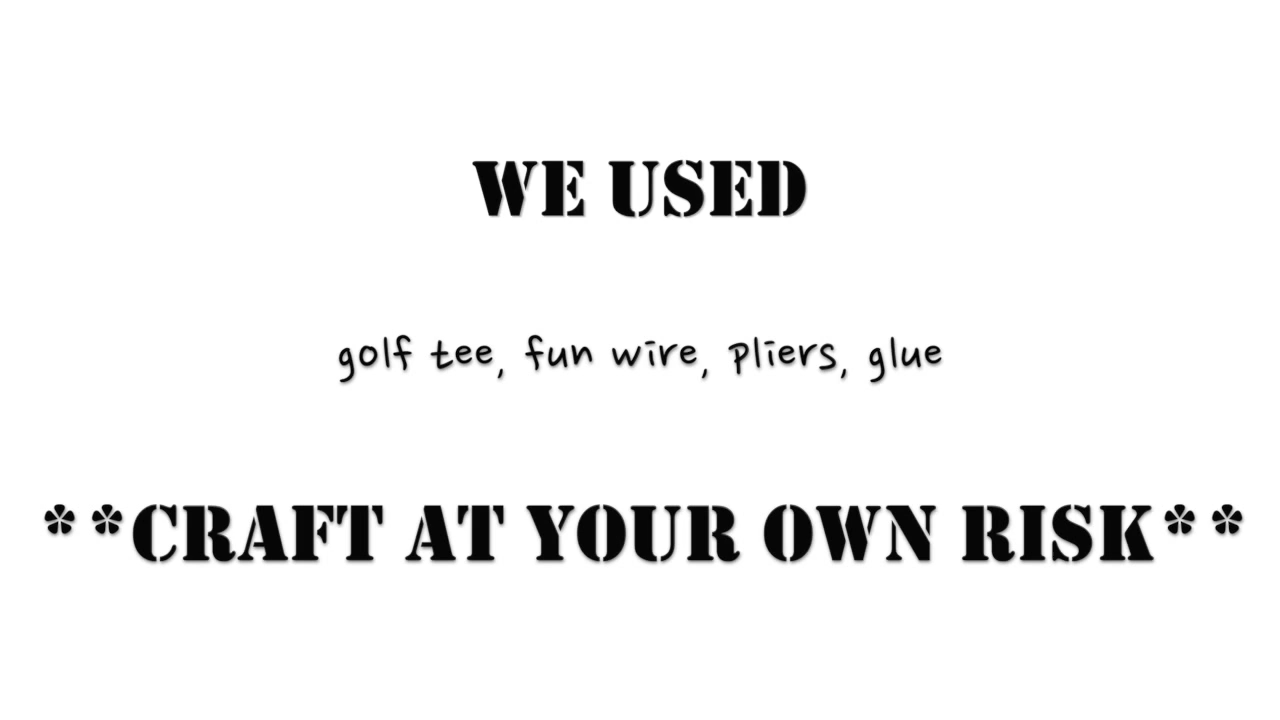 WE USED
golf tee, fun wire, pliers, glue
**CRAFT AT YOUR OWN RISK**